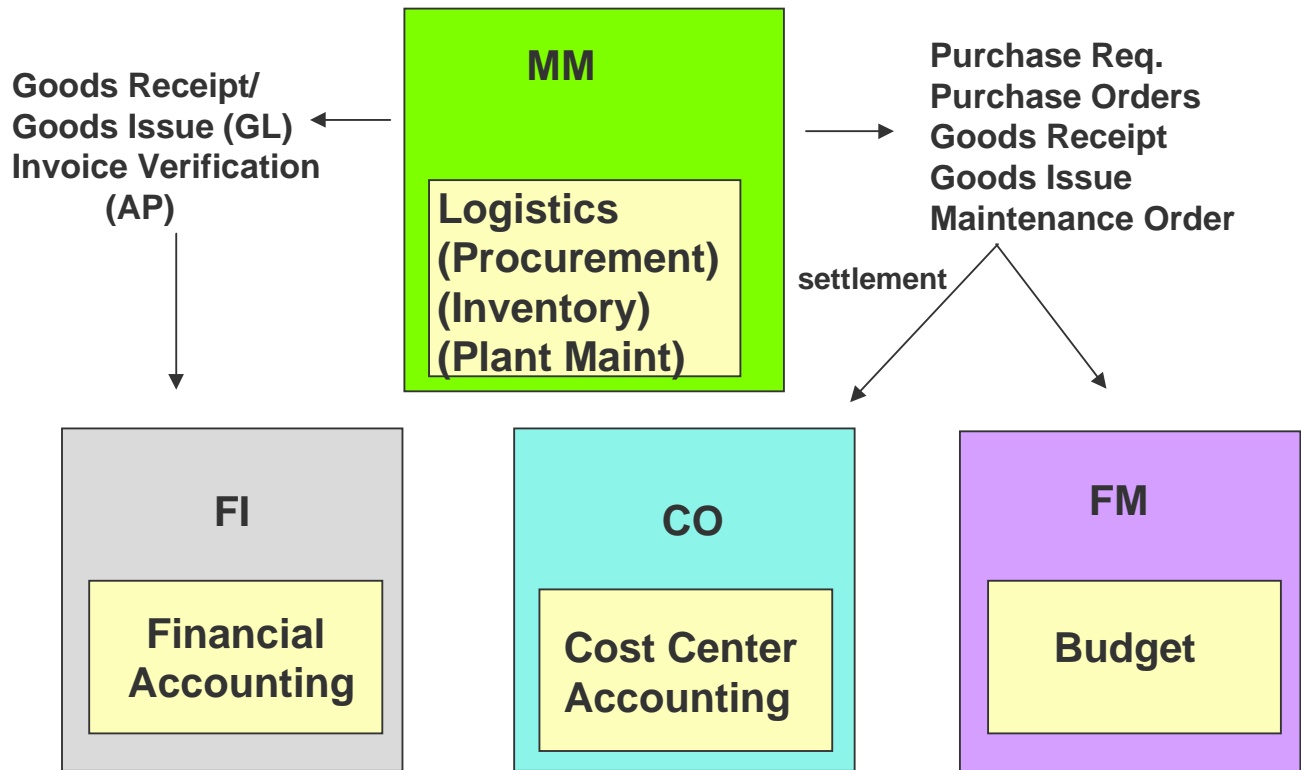 MM
Goods Receipt/
Goods Issue (GL)
Invoice Verification
(AP)
Purchase Req.
Purchase Orders
Goods Receipt
Goods Issue
Maintenance Order
Logistics
(Procurement)
(Inventory)
(Plant Maint)
settlement
FI
Financial
Accounting
CO
Cost Center
Accounting
FM
Budget